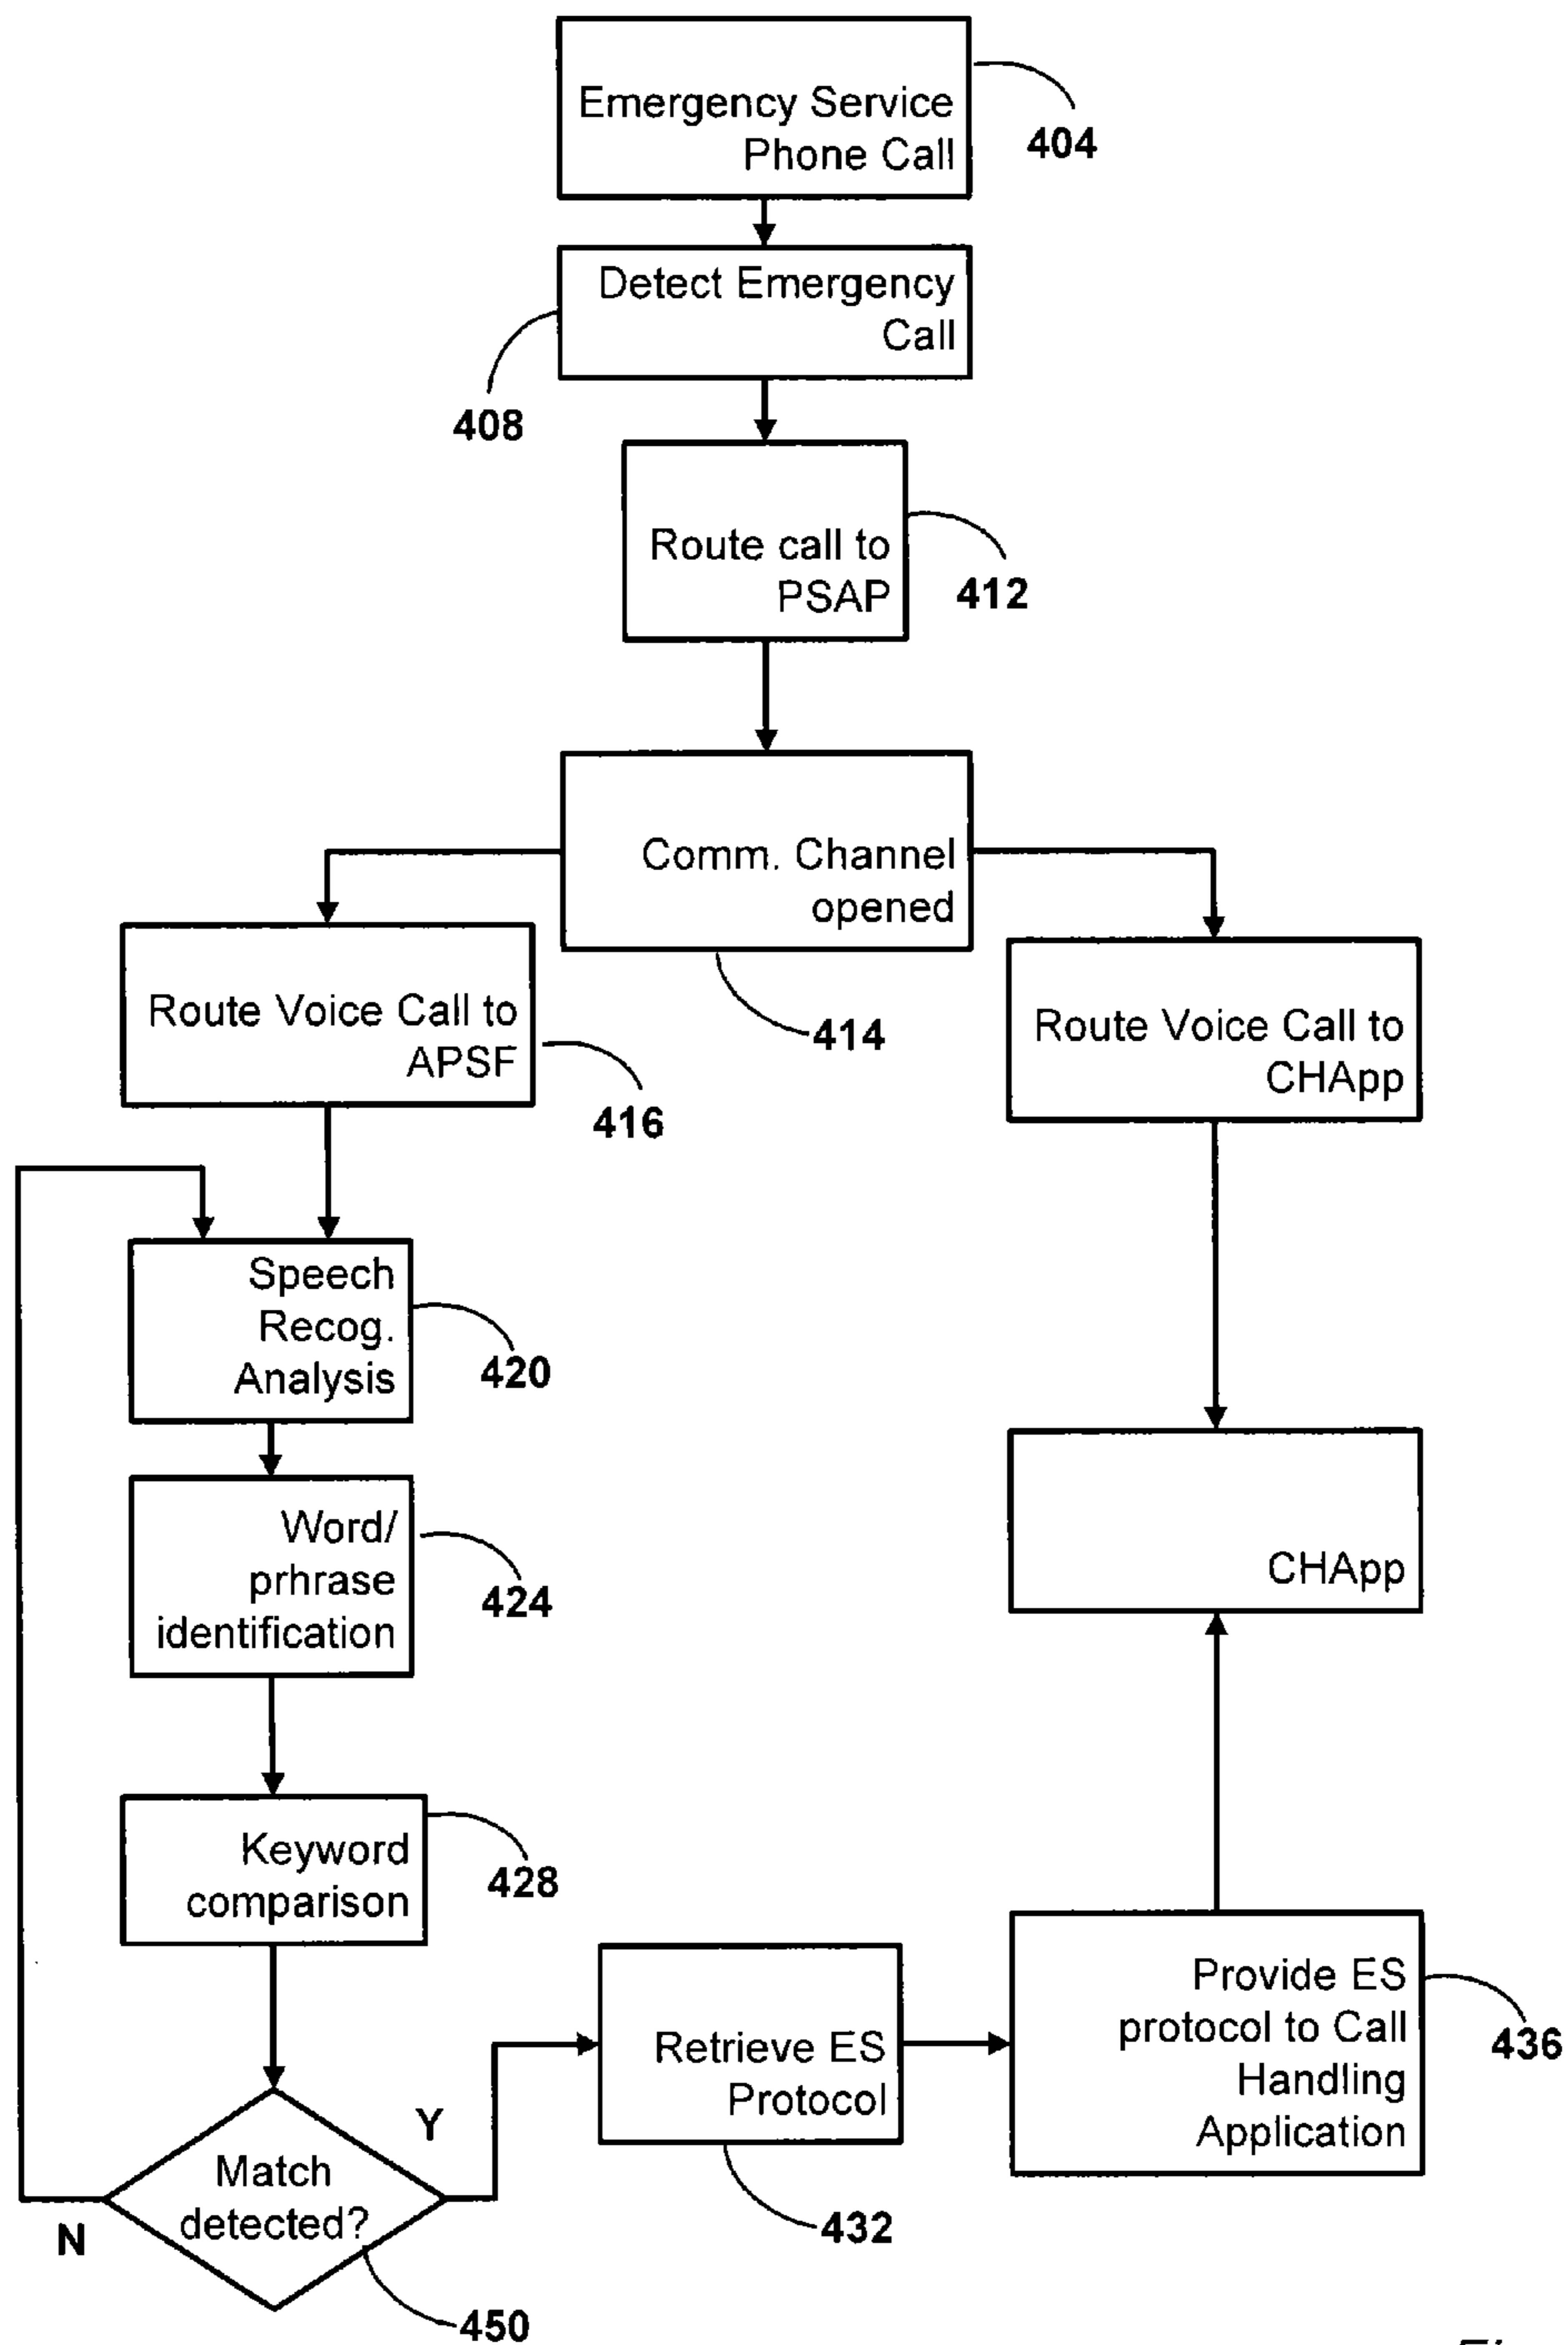 Emergency Service
Phone Call
404
Detect Emergency
Call
408
Route call to
PSAP
412
Comm. Channel
opened
414
Route Voice Call to
APSF
416
Route Voice Call to
CHApp
Speech
Recog.
Analysis
420
Word/
prhrase
identification
424
CHApp
Keyword
comparison
428
Retrieve ES
Protocol
432
Provide ES
protocol to Call
Handling
Application
436
Match
detected?
Y
N
450